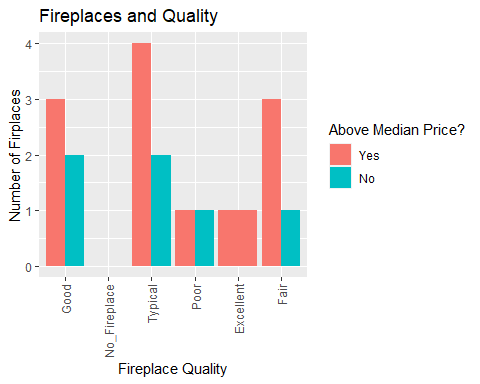 Fireplaces and Quality
Number of Firplaces
4
3
2
1
0
Good
No_Fireplace
Typical
Poor
Excellent
Fair
Fireplace Quality
Above Median Price?
Yes
No